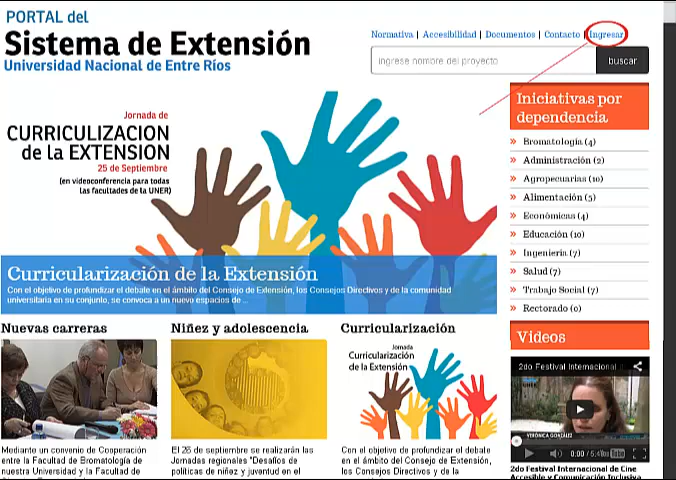 PORTAL del
Sistema de Extensión
Universidad Nacional de Entre Ríos
Normativa | Accesibilidad | Documentos | Contacto | Ingresar
ingrese nombre del proyecto
buscar
Jornada de
CURRICULIZACION
de la EXTENSION
25 de Septiembre
(en videoconferencia para todas
las facultades de la UNER)
Curricularización de la Extensión
Con el objetivo de profundizar el debate en el ámbito del Consejo de Extensión, los Consejos Directivos y de la comunidad
universitaria en su conjunto, se convoca a un nuevo espacios de ...
Iniciativas por
dependencia
» Bromatología (4)
» Administración (2)
» Agropecuarias (10)
» Alimentación (5)
» Económicas (4)
» Educación (10)
» Ingeniería (7)
» Salud (7)
» Trabajo Social (7)
» Rectorado (0)
Videos
2do Festival Internacional
VERÓNICA GONZÁLEZ
0:00 / 5:41
YouTube
2do Festival Internacional de Cine
Accesible y Comunicación Inclusiva
Nuevas carreras
Mediante un convenio de Cooperación
entre la Facultad de Bromatología de
nuestra Universidad y la Facultad de
Niñez y adolescencia
El 26 de septiembre se realizarán las
Jornadas regionales "Desafíos de
políticas de niñez y juventud en el
Curricularización
Jornada
Curricularización
de la Extensión
Con el objetivo de profundizar el debate
en el ámbito del Consejo de Extensión,
los Consejos Directivos y de la